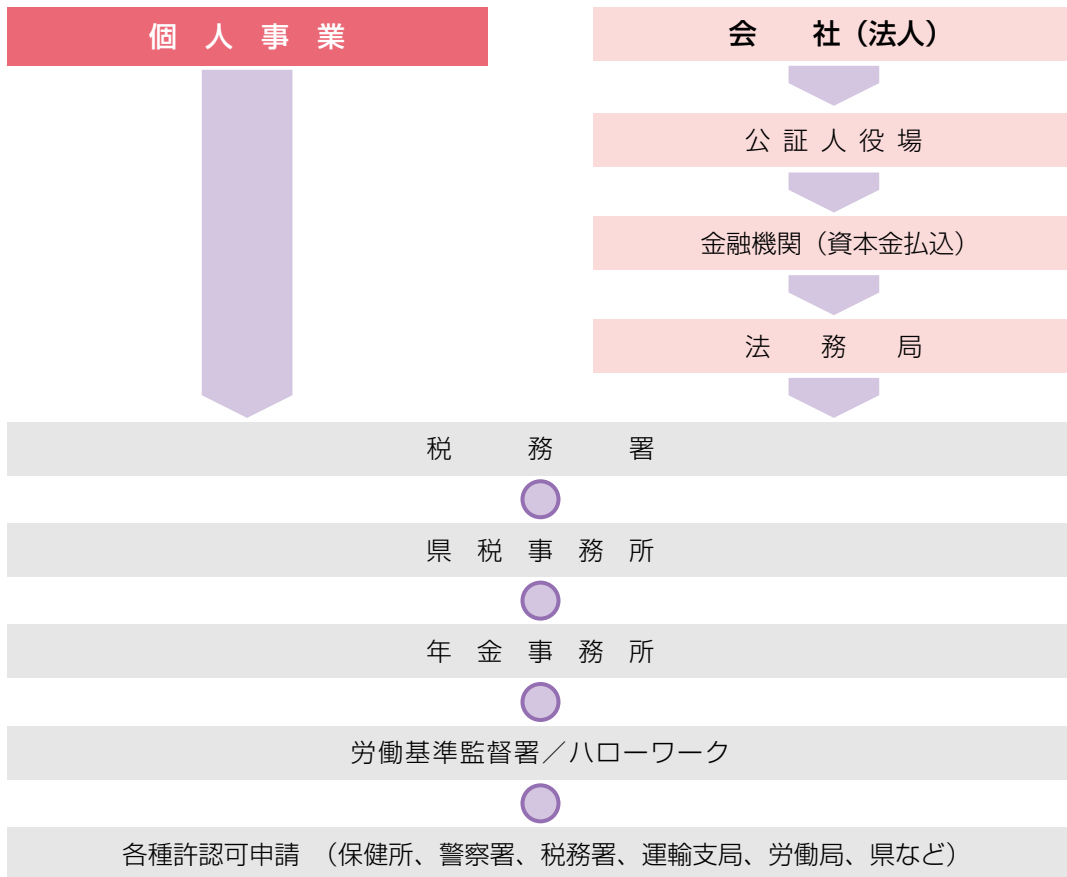 個人事業
会　社（法人）
公証人役場
金融機関（資本金払込）
法務局
税務署
県税事務所
年金事務所
労働基準監督署／ハローワーク
各種許認可申請　（保健所、警察署、税務署、運輸支局、労働局、県など）